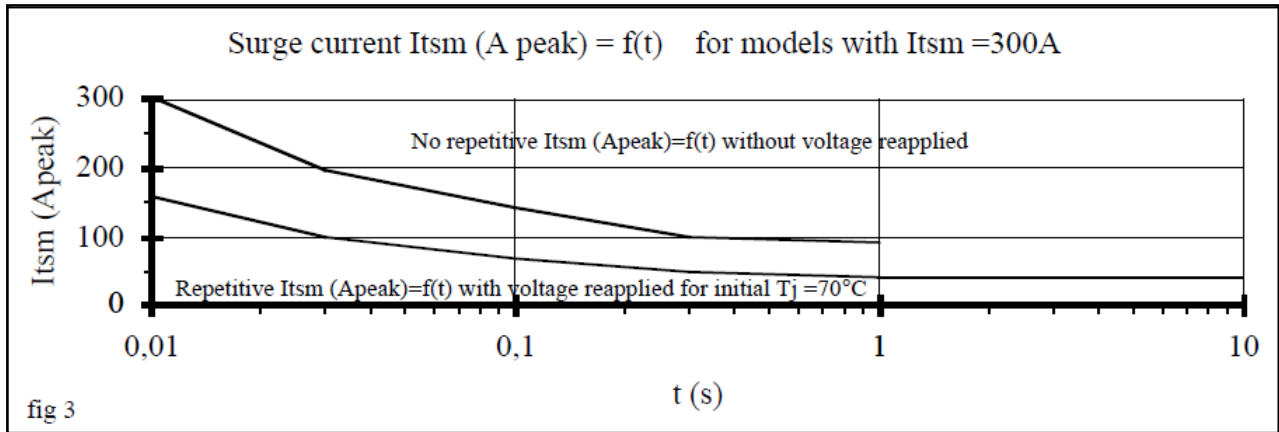 Surge current Itsm (A peak) = f(t) for models with Itsm =300A
Itsm (Apeak)
300
200
100
0
No repetitive Itsm (Apeak)=f(t) without voltage reapplied
Repetitive Itsm (Apeak)=f(t) with voltage reapplied for initial Tj =70°C
0,01
0,1
1
10
t (s)
fig 3